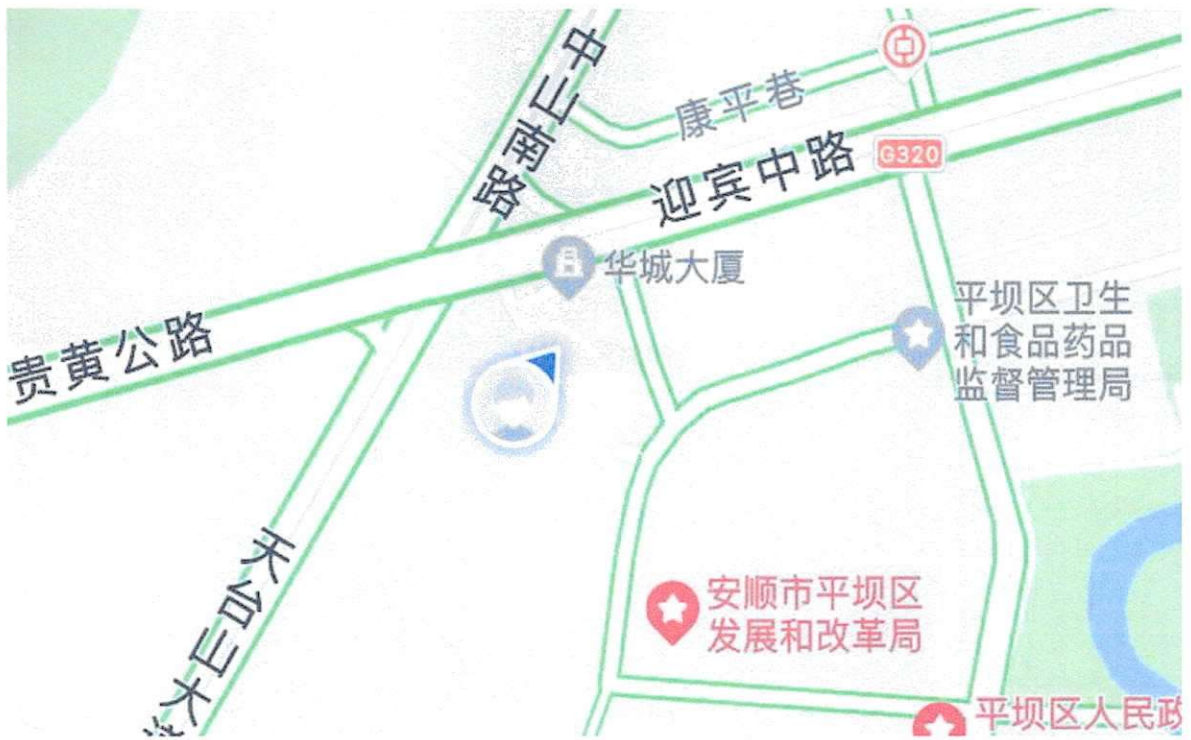 中山南路
康平巷
迎宾中路
G320
华城大厦
贵黄公路
平坝区卫生
和食品药品
监督管理局
天台山大
安顺市平坝区
发展和改革局
平坝区人民政